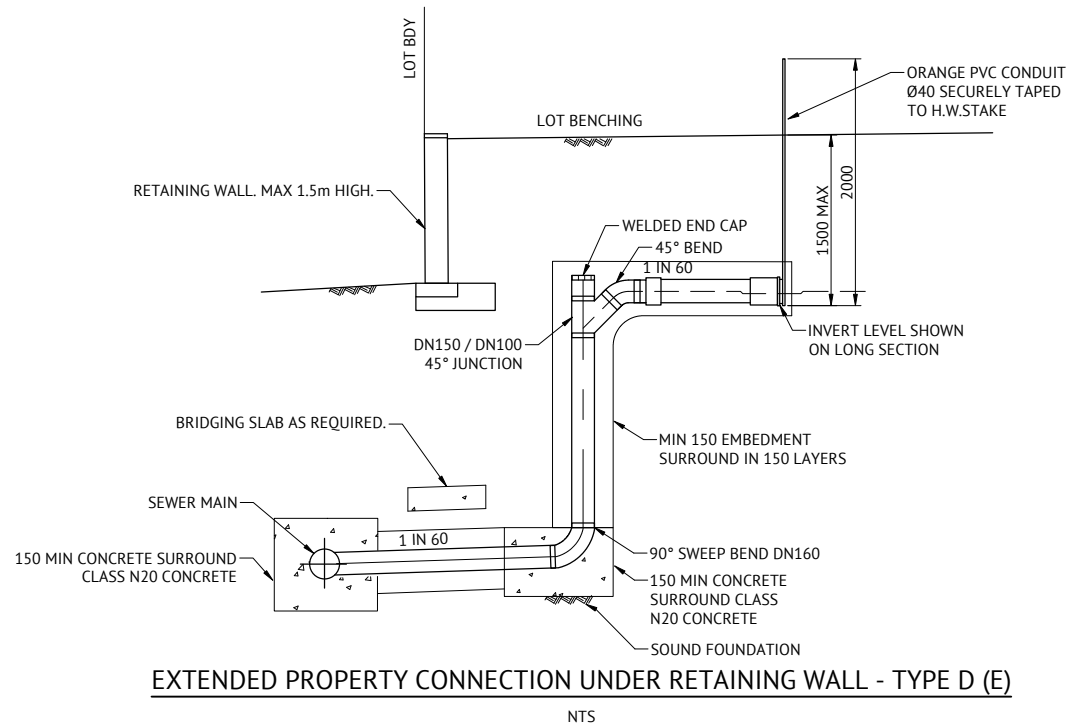 LOT BDY
ORANGE PVC CONDUIT
Ø40 SECURELY TAPED
TO H.W.STAKE
LOT BENCHING
RETAINING WALL. MAX 1.5m HIGH.
1500 MAX
2000
WELDED END CAP
45° BEND
1 IN 60
DN150 / DN100
45° JUNCTION
INVERT LEVEL SHOWN
ON LONG SECTION
BRIDGING SLAB AS REQUIRED.
MIN 150 EMBEDMENT
SURROUND IN 150 LAYERS
SEWER MAIN
1 IN 60
150 MIN CONCRETE SURROUND
CLASS N20 CONCRETE
90° SWEEP BEND DN160
150 MIN CONCRETE
SURROUND CLASS
N20 CONCRETE
SOUND FOUNDATION
EXTENDED PROPERTY CONNECTION UNDER RETAINING WALL - TYPE D (E)
NTS